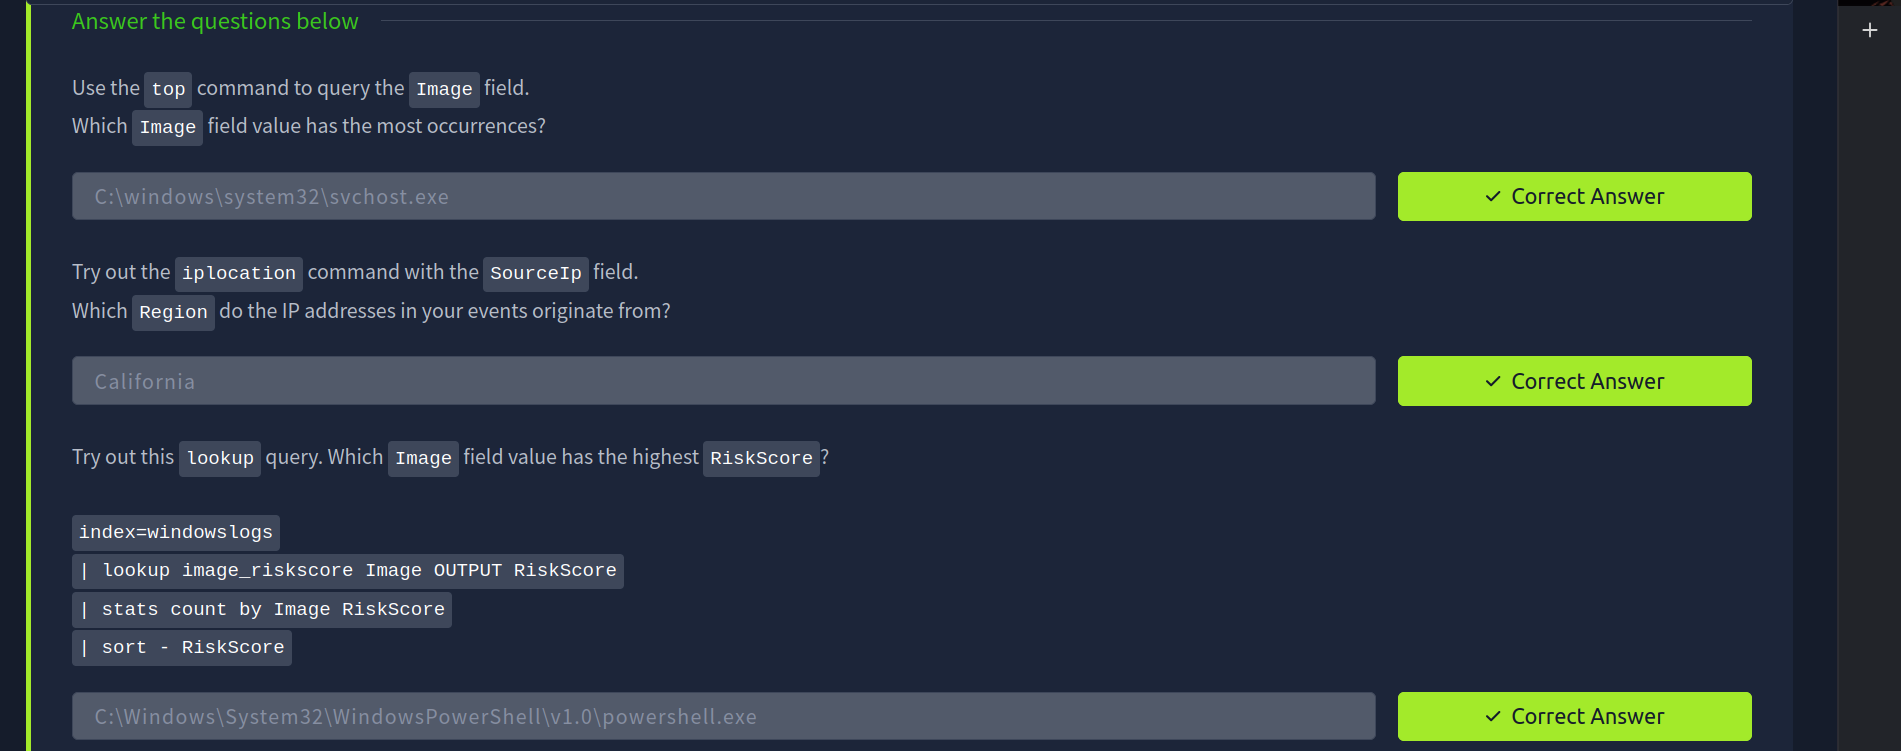 Answer the questions below
Use the top command to query the Image field.
Which Image field value has the most occurrences?
C:\windows\system32\svchost.exe
✓ Correct Answer
Try out the iplocation command with the SourceIp field.
Which Region do the IP addresses in your events originate from?
California
✓ Correct Answer
Try out this lookup query. Which Image field value has the highest RiskScore?
index=windowslogs
| lookup image_riskscore Image OUTPUT RiskScore
| stats count by Image RiskScore
| sort - RiskScore
C:\Windows\System32\WindowsPowerShell\v1.0\powershell.exe
✓ Correct Answer